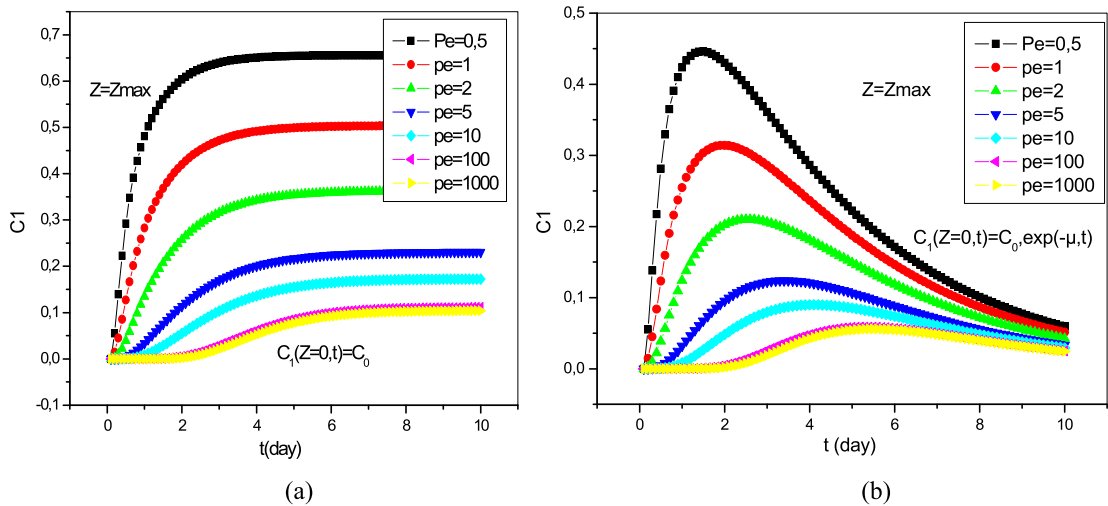 0,7
0,6
0,5
0,4
0,3
0,2
0,1
0,0
-0,1
C1
0
2
4
6
8
10
t(day)
Z=Zmax
Pe=0,5
pe=1
pe=2
pe=5
pe=10
pe=100
pe=1000
C₁(Z=0,t)=C₀
(a)
0,5
0,4
0,3
0,2
0,1
0,0
C1
0
2
4
6
8
10
t (day)
Z=Zmax
Pe=0,5
pe=1
pe=2
pe=5
pe=10
pe=100
pe=1000
C₁(Z=0,t)=C₀,exp(-µ,t)
(b)